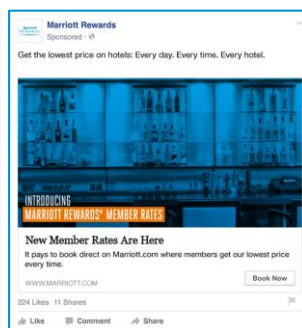 Marriott Rewards
Sponsored ·
Get the lowest price on hotels: Every day. Every time. Every hotel.
INTRODUCING
MARRIOTT REWARDS® MEMBER RATES
New Member Rates Are Here
It pays to book direct on Marriott.com where members get our lowest price
every time.
WWW.MARRIOTT.COM
Book Now
224 Likes 11 Shares
Like Comment Share